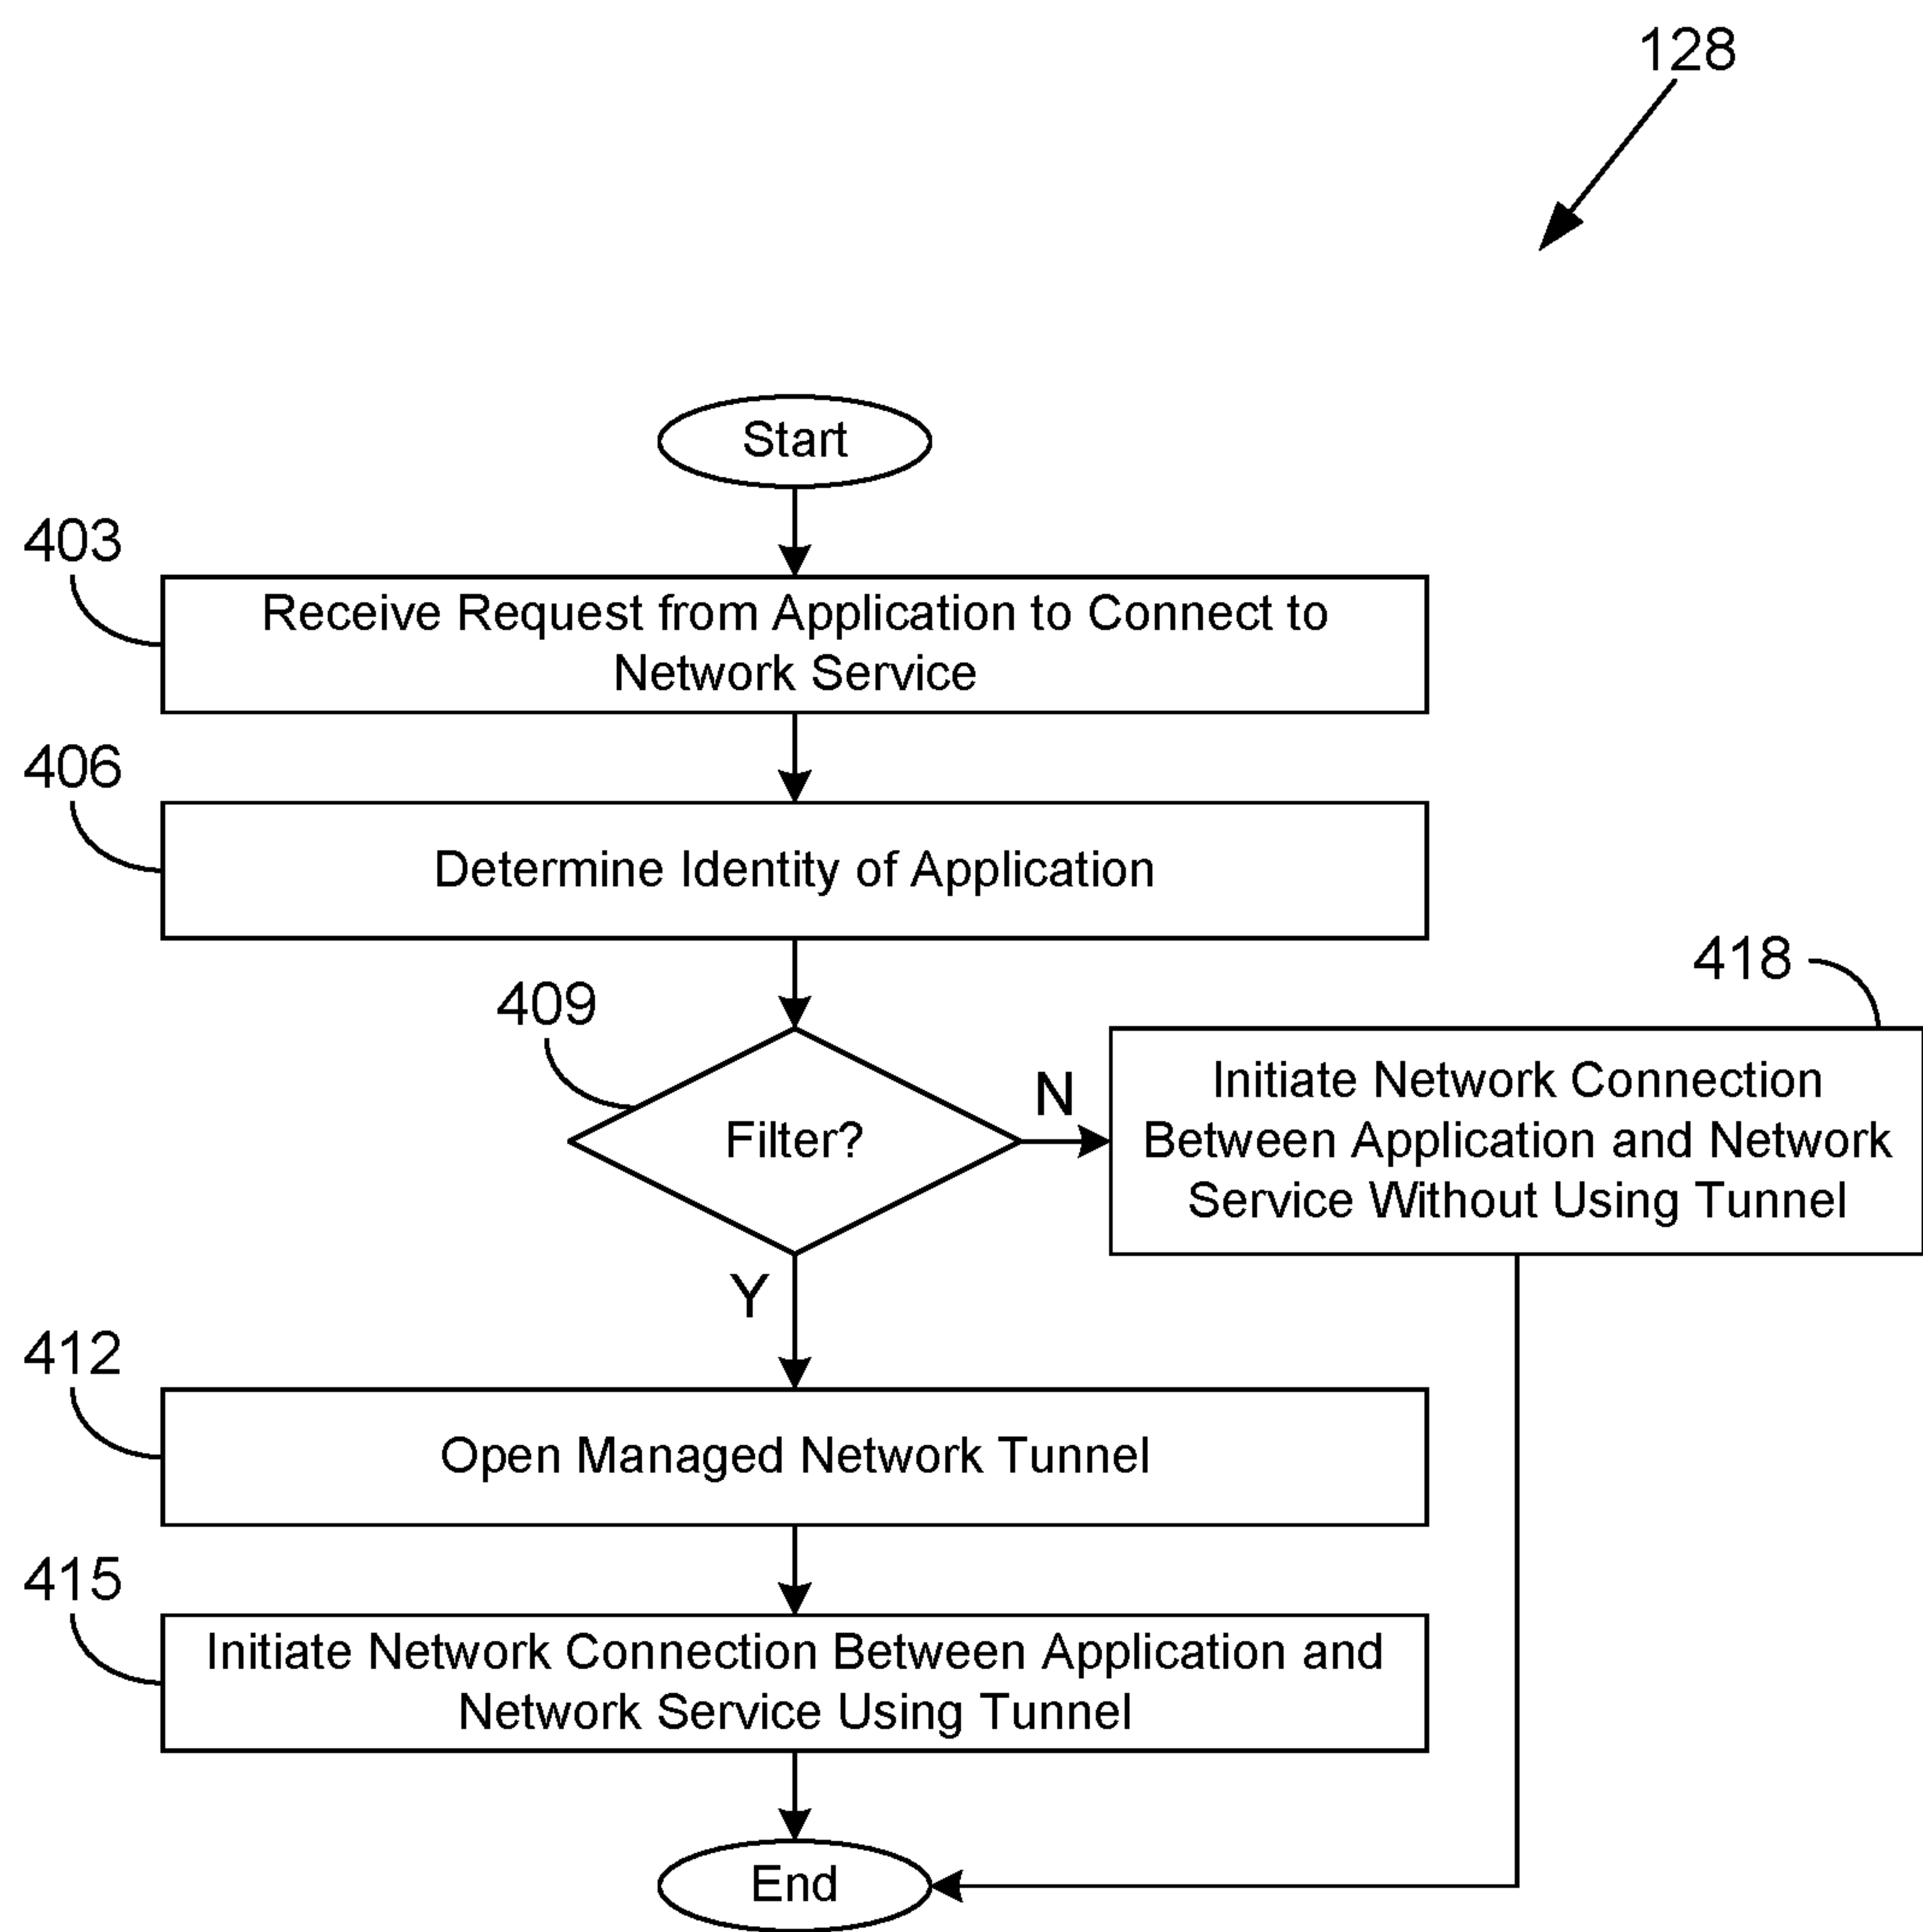 128
Start
403
Receive Request from Application to Connect to
Network Service
406
Determine Identity of Application
409
Filter?
N
418
Initiate Network Connection
Between Application and Network
Service Without Using Tunnel
Y
412
Open Managed Network Tunnel
415
Initiate Network Connection Between Application and
Network Service Using Tunnel
End